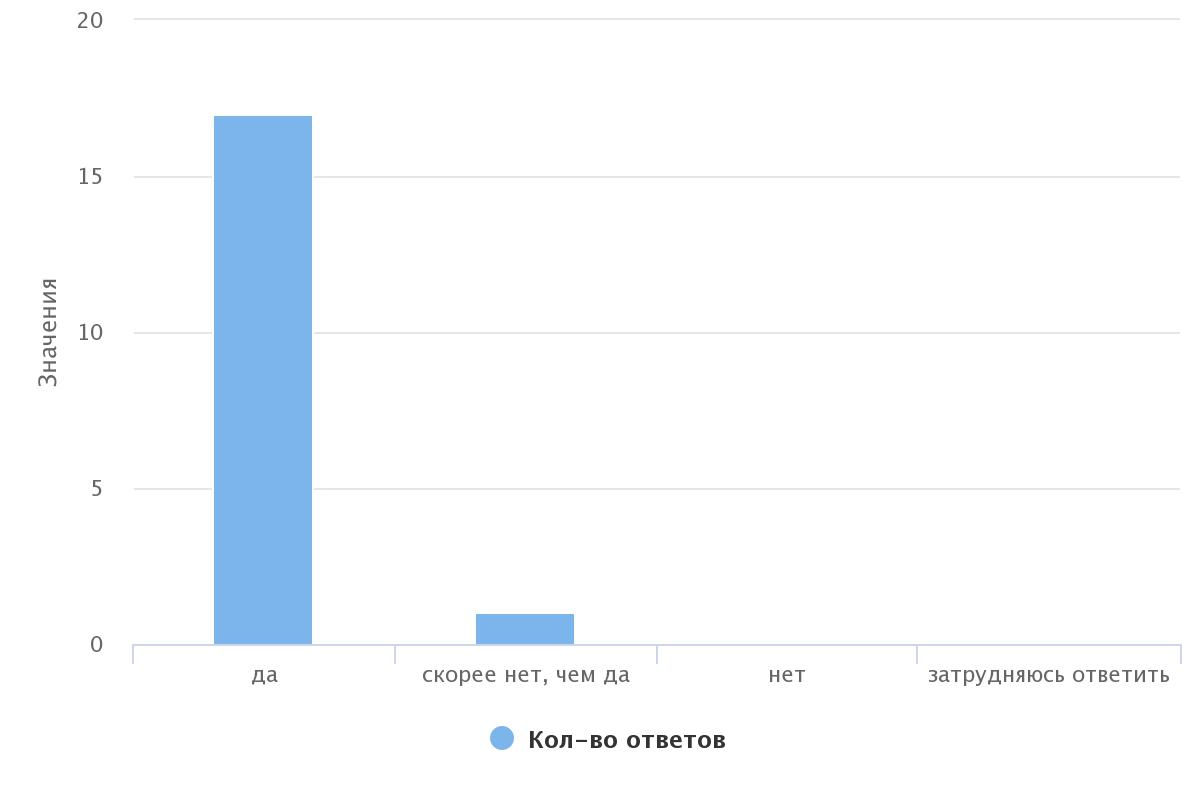 20
15
10
5
0
Значения
да
скорее нет, чем да
нет
затрудняюсь ответить
Кол-во ответов